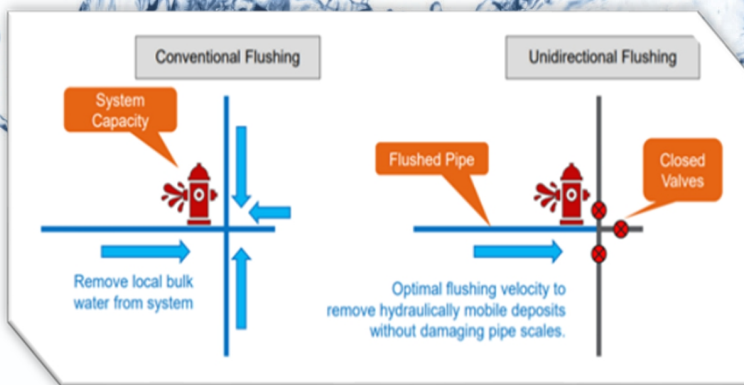 Conventional Flushing
System
Capacity
Remove local bulk
water from system
Unidirectional Flushing
Flushed Pipe
Closed
Valves
Optimal flushing velocity to
remove hydraulically mobile deposits
without damaging pipe scales.